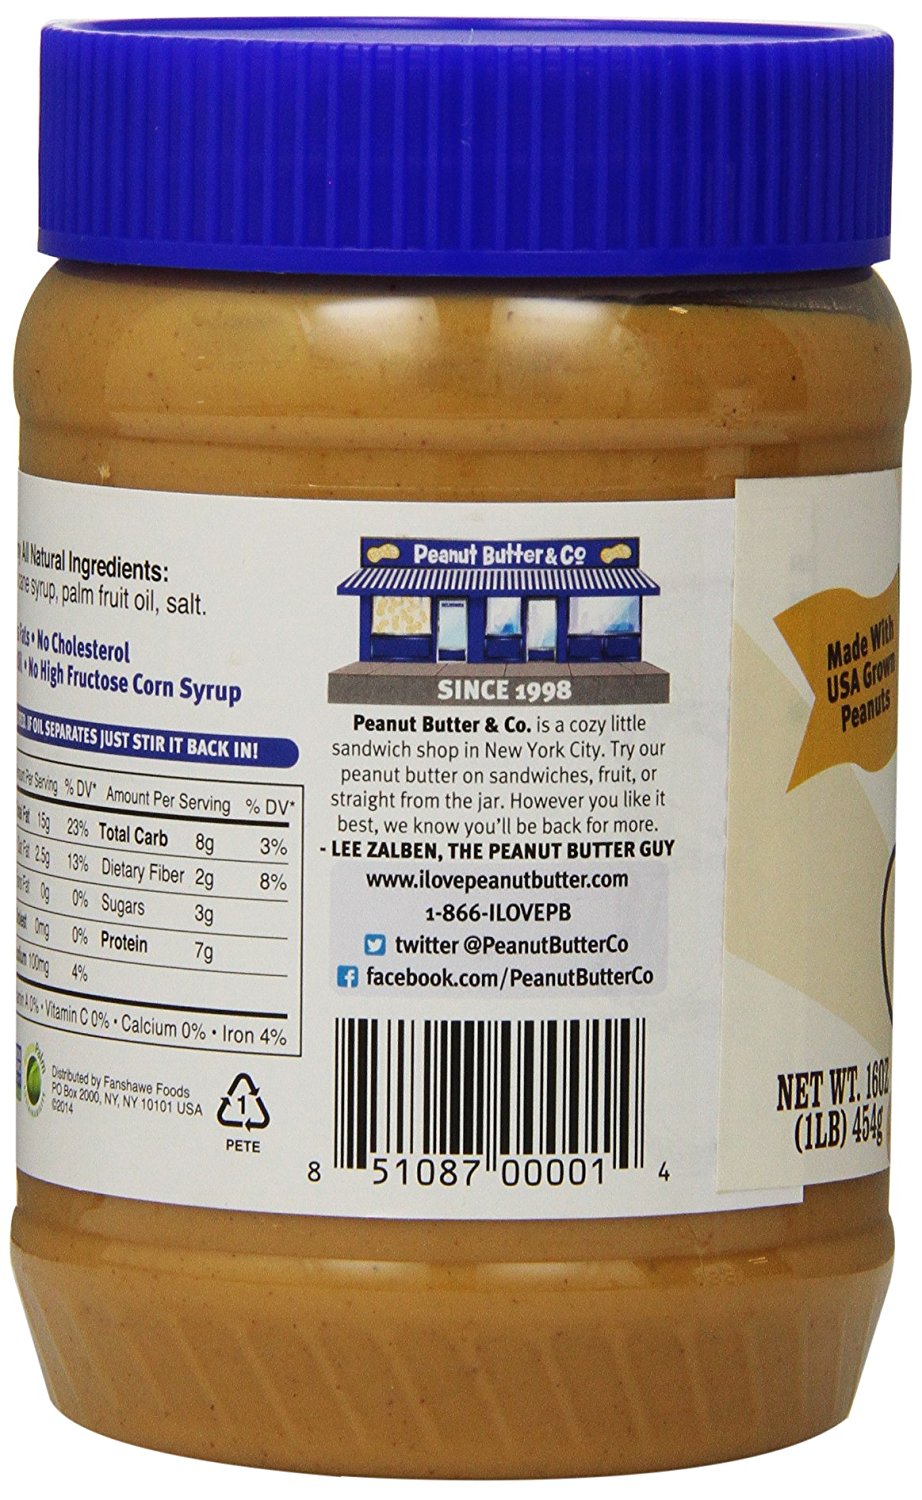 All Natural Ingredients:
syrup, palm fruit oil, salt.
Fats • No Cholesterol
• No High Fructose Corn Syrup
IF OIL SEPARATES JUST STIR IT BACK IN!
Per Serving % DV* Amount Per Serving % DV*
Fat 15g 23% Total Carb 8g 3%
Fat 2.5g 13% Dietary Fiber 2g 8%
Fat 0g 0% Sugars 3g
0mg 0% Protein 7g
100mg 4%
A 0% • Vitamin C 0% • Calcium 0% • Iron 4%
Distributed by Fanshawe Foods
PO Box 2000, NY, NY 10101 USA
©2014
1
PETE
Peanut Butter & Co
SINCE 1998
Peanut Butter & Co. is a cozy little
sandwich shop in New York City. Try our
peanut butter on sandwiches, fruit, or
straight from the jar. However you like it
best, we know you'll be back for more.
- LEE ZALBEN, THE PEANUT BUTTER GUY
www.ilovepeanutbutter.com
1-866-ILOVEPB
twitter @PeanutButterCo
facebook.com/PeanutButterCo
8 51087 00001 4
Made With
USA Grown
Peanuts
NET WT. 16OZ
(1LB) 454g